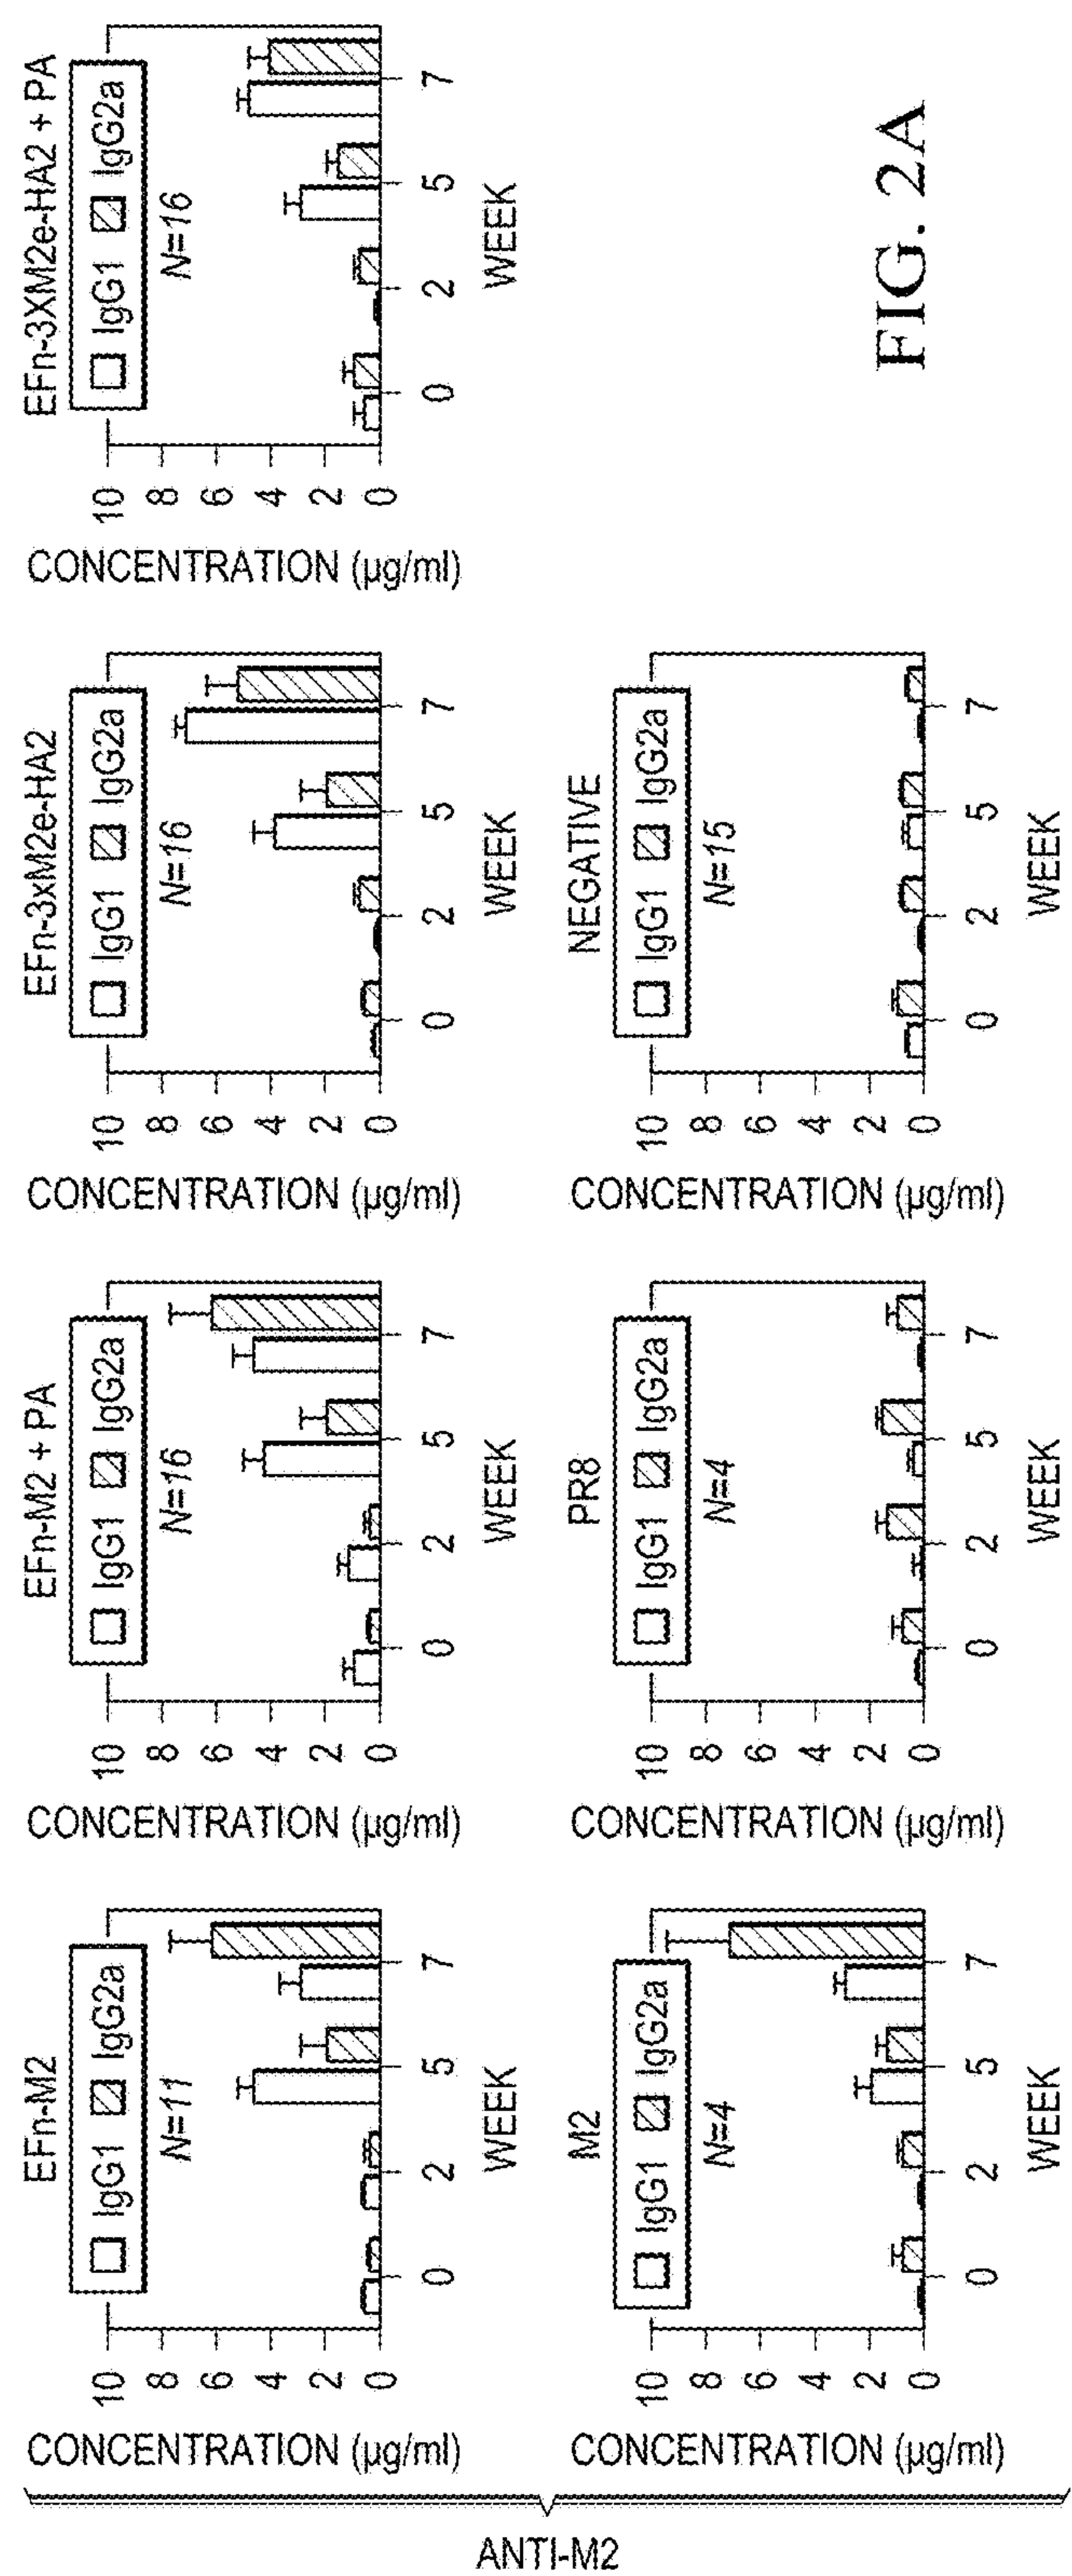 ANTI-M2
EFn-M2
IgG1 IgG2a
N=11
CONCENTRATION (µg/ml)
10
8
6
4
2
0
0 2 5 7
WEEK
EFn-M2 + PA
IgG1 IgG2a
N=16
CONCENTRATION (µg/ml)
10
8
6
4
2
0
0 2 5 7
WEEK
EFn-3xM2e-HA2
IgG1 IgG2a
N=16
CONCENTRATION (µg/ml)
10
8
6
4
2
0
0 2 5 7
WEEK
EFn-3XM2e-HA2 + PA
IgG1 IgG2a
N=16
CONCENTRATION (µg/ml)
10
8
6
4
2
0
0 2 5 7
WEEK
M2
IgG1 IgG2a
N=4
CONCENTRATION (µg/ml)
10
8
6
4
2
0
0 2 5 7
WEEK
PR8
IgG1 IgG2a
N=4
CONCENTRATION (µg/ml)
10
8
6
4
2
0
0 2 5 7
WEEK
NEGATIVE
IgG1 IgG2a
N=15
CONCENTRATION (µg/ml)
10
8
6
4
2
0
0 2 5 7
WEEK
FIG. 2A